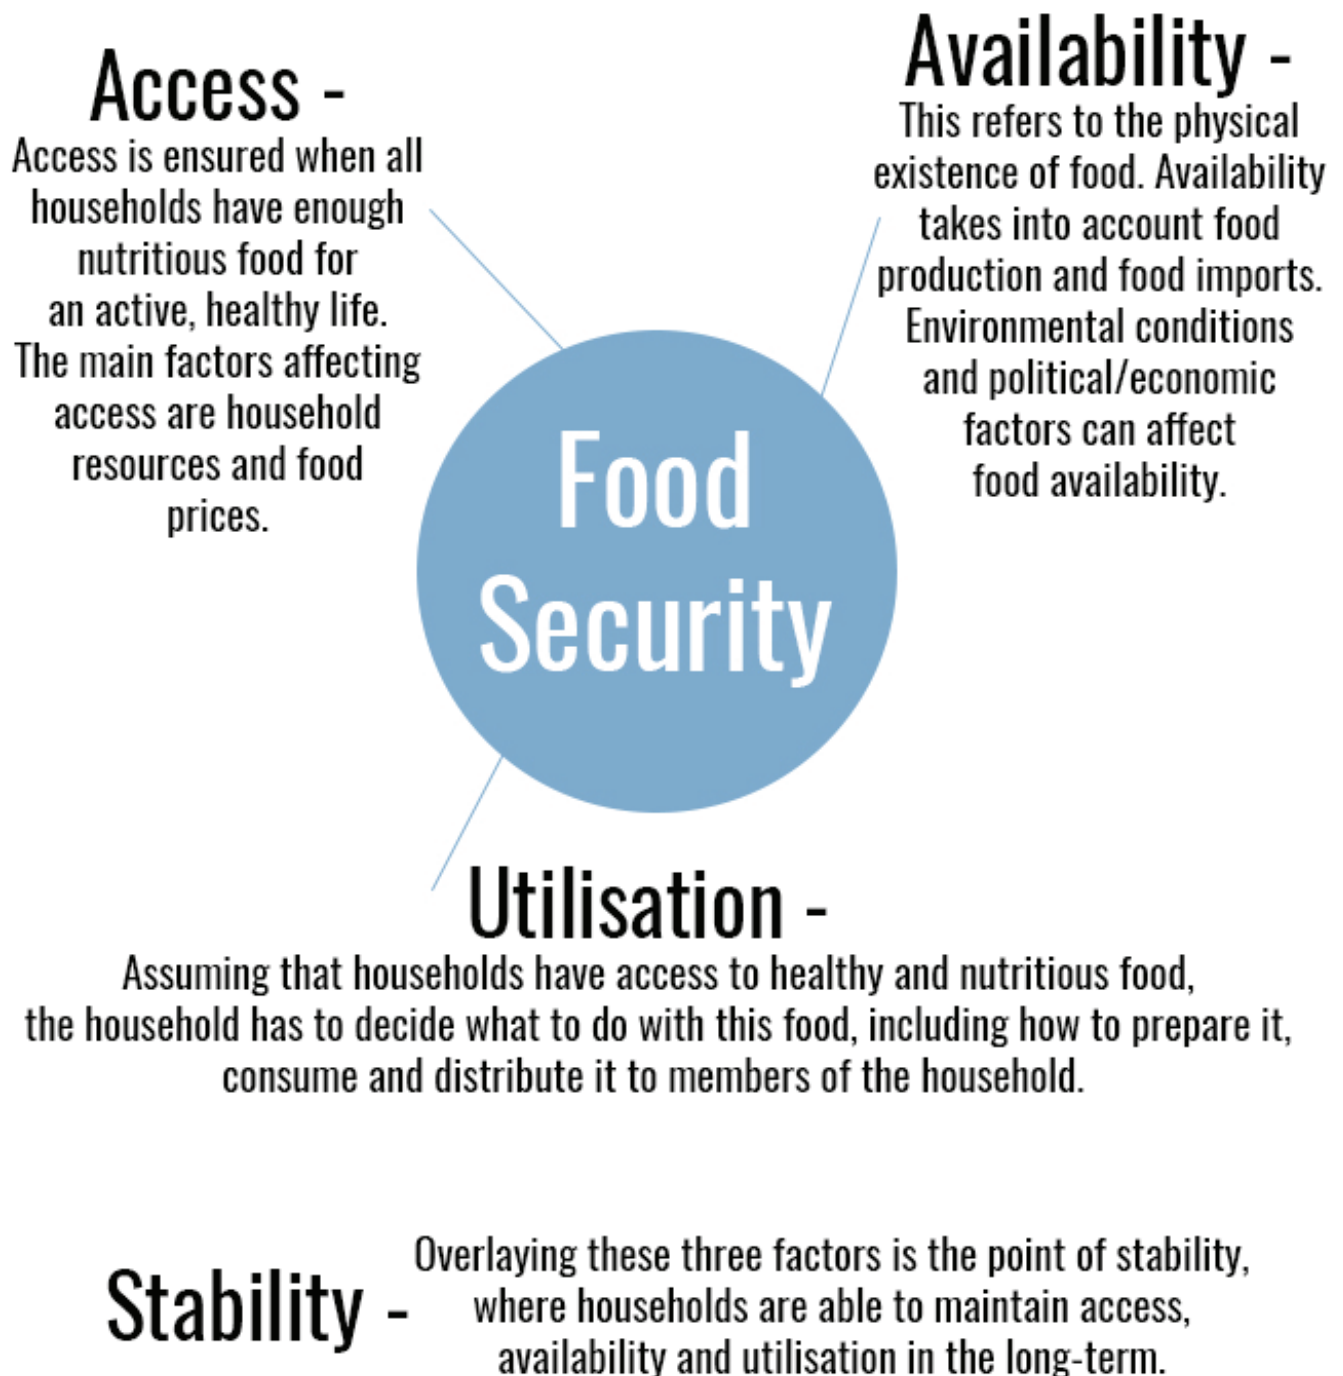 Access -
Access is ensured when all
households have enough
nutritious food for
an active, healthy life.
The main factors affecting
access are household
resources and food
prices.
Availability -
This refers to the physical
existence of food. Availability
takes into account food
production and food imports.
Environmental conditions
and political/economic
factors can affect
food availability.
Food
Security
Utilisation -
Assuming that households have access to healthy and nutritious food,
the household has to decide what to do with this food, including how to prepare it,
consume and distribute it to members of the household.
Stability -
Overlaying these three factors is the point of stability,
where households are able to maintain access,
availability and utilisation in the long-term.